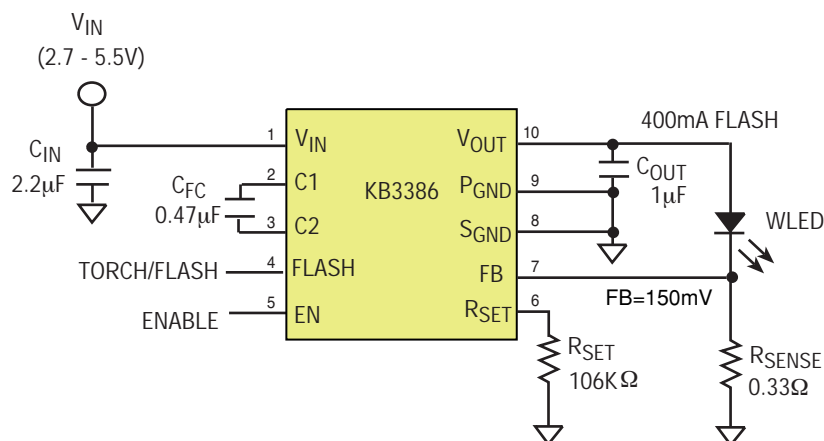 VIN
(2.7 - 5.5V)
CIN
2.2µF
CFC
0.47µF
1
2
3
4
5
TORCH/FLASH
ENABLE
VIN
C1
C2
FLASH
EN
KB3386
VOUT
PGND
SGND
FB
RSET
10
9
8
7
6
400mA FLASH
COUT
1µF
WLED
FB=150mV
RSET
106KΩ
RSENSE
0.33Ω